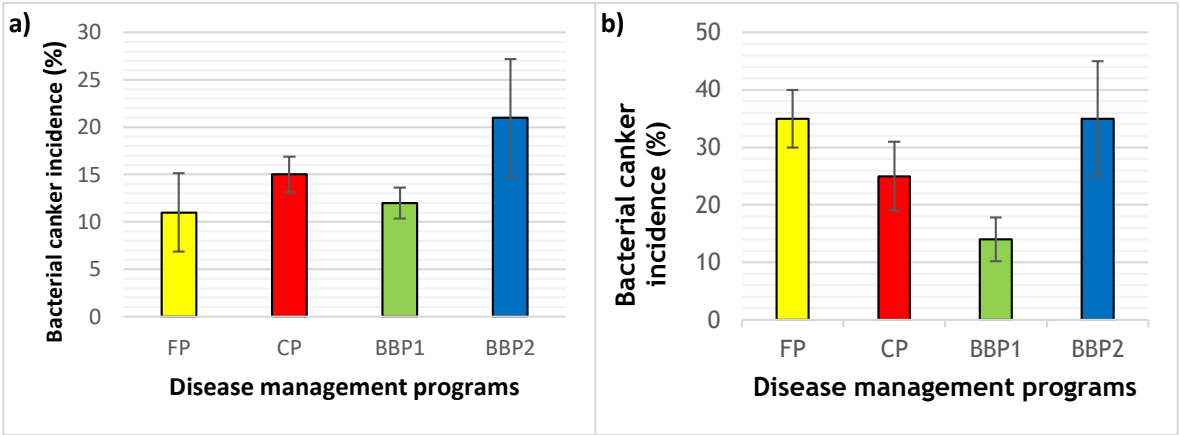 a)
Bacterial canker incidence (%)
30
25
20
15
10
5
0
FP CP BBP1 BBP2
Disease management programs
b)
Bacterial canker
incidence (%)
50
40
30
20
10
0
FP CP BBP1 BBP2
Disease management programs